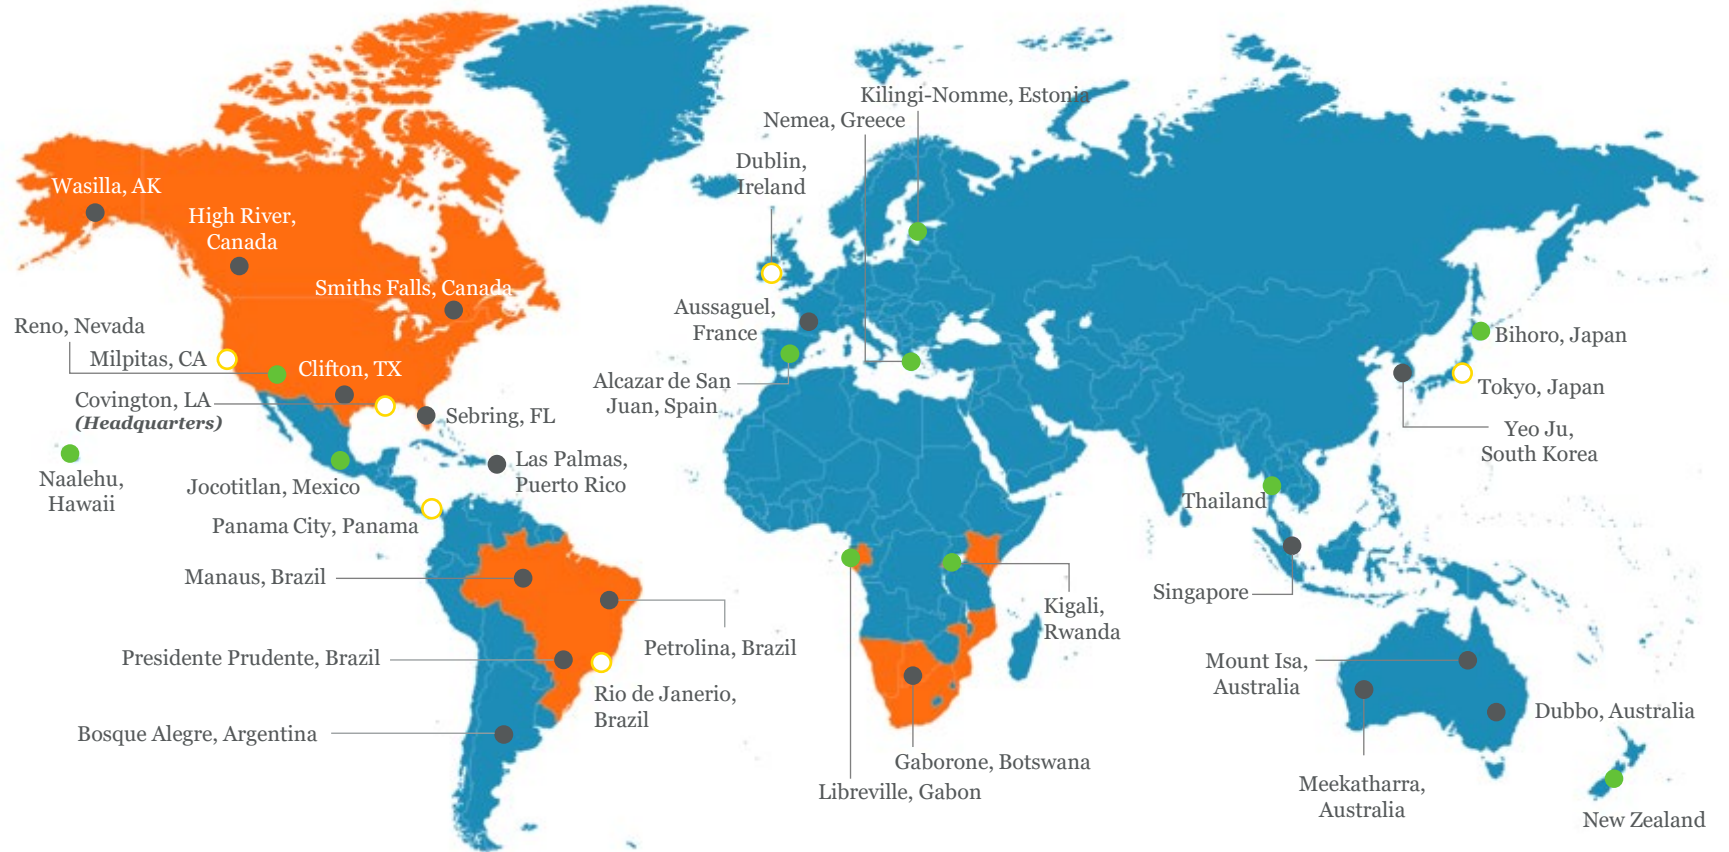 Kilingi-Nomme, Estonia
Nemea, Greece
Dublin,
Ireland
Wasilla, AK
High River,
Canada
Smiths Falls, Canada
Aussaguel,
France
Reno, Nevada
Milpitas, CA
Clifton, TX
Bihoro, Japan
Alcazar de San
Juan, Spain
Tokyo, Japan
Covington, LA
(Headquarters)
Sebring, FL
Yeo Ju,
South Korea
Las Palmas,
Puerto Rico
Naalehu,
Hawaii
Jocotitlan, Mexico
Thailand
Panama City, Panama
Manaus, Brazil
Singapore
Kigali,
Rwanda
Petrolina, Brazil
Presidente Prudente, Brazil
Mount Isa,
Australia
Rio de Janerio,
Brazil
Dubbo, Australia
Bosque Alegre, Argentina
Gaborone, Botswana
Libreville, Gabon
Meekatharra,
Australia
New Zealand